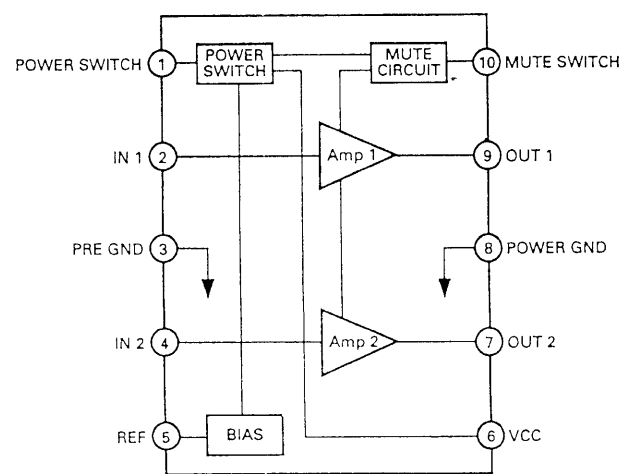 POWER SWITCH 1 POWER SWITCH MUTE CIRCUIT 10 MUTE SWITCH
IN 1 2 Amp 1 9 OUT 1
PRE GND 3 8 POWER GND
IN 2 4 Amp 2 7 OUT 2
REF 5 BIAS 6 VCC